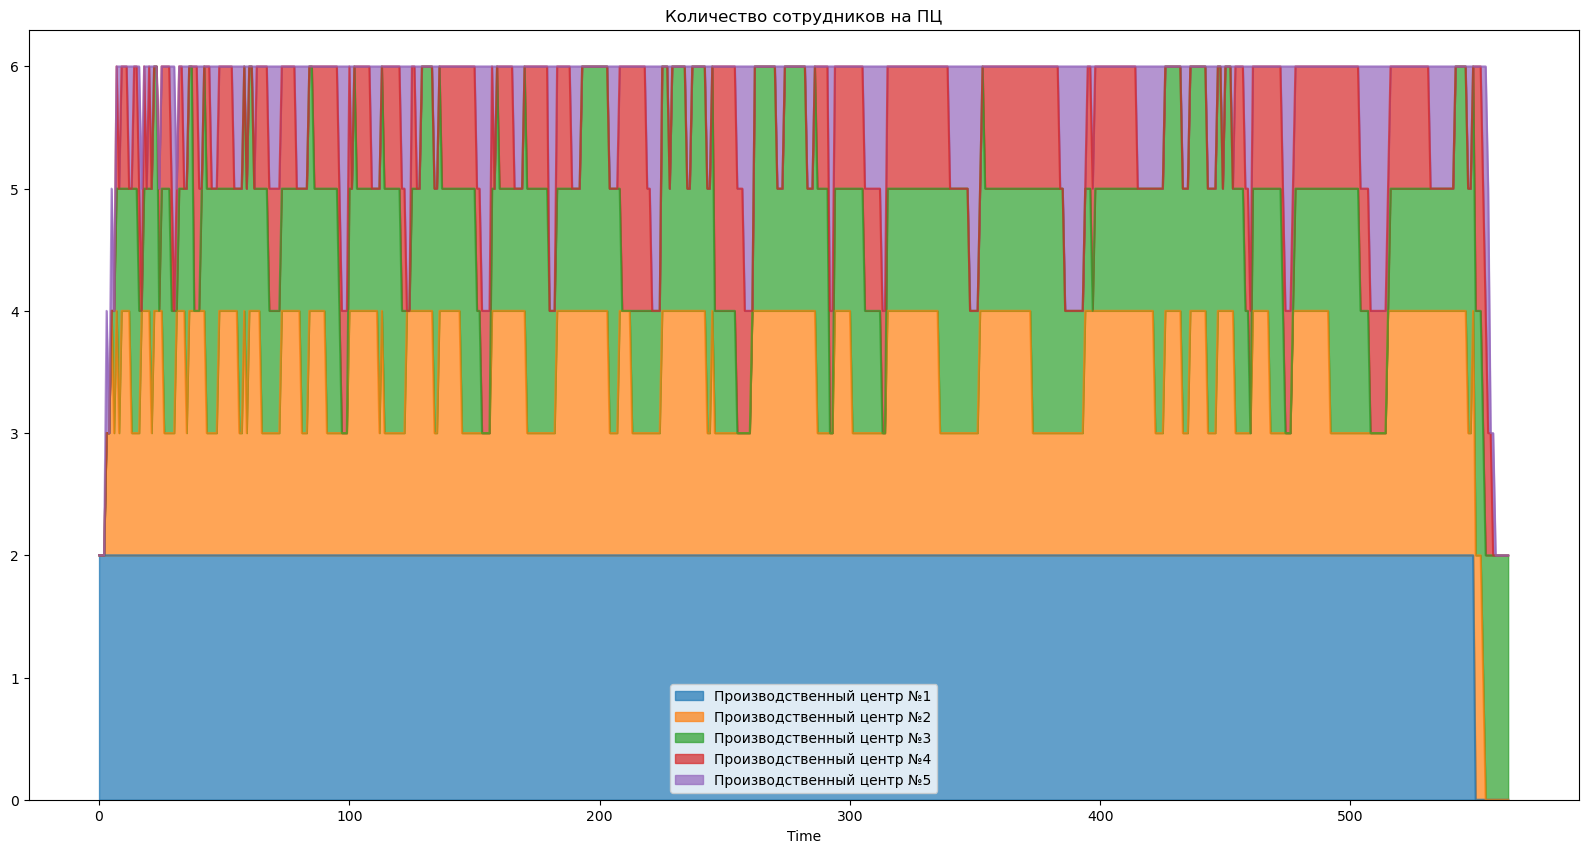 Количество сотрудников на ПЦ
6
5
4
3
2
1
0
Производственный центр №1
Производственный центр №2
Производственный центр №3
Производственный центр №4
Производственный центр №5
0 100 200 300 400 500
Time